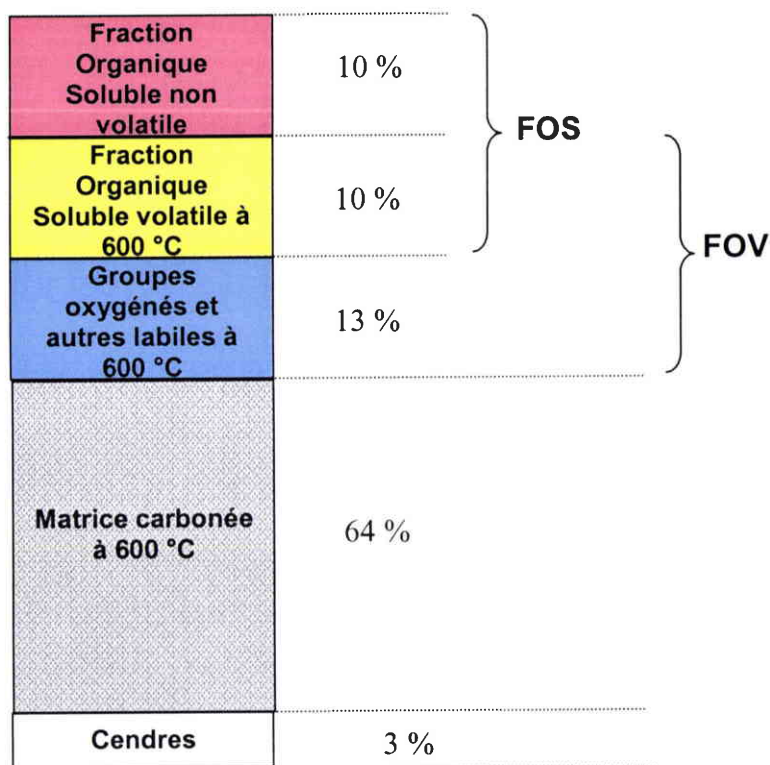 Fraction
Organique
Soluble non
volatile
10 %
FOS
Fraction
Organique
Soluble volatile à
600 °C
10 %
FOV
Groupes
oxygénés et
autres labiles à
600 °C
13 %
Matrice carbonée
à 600 °C
64 %
Cendres
3 %